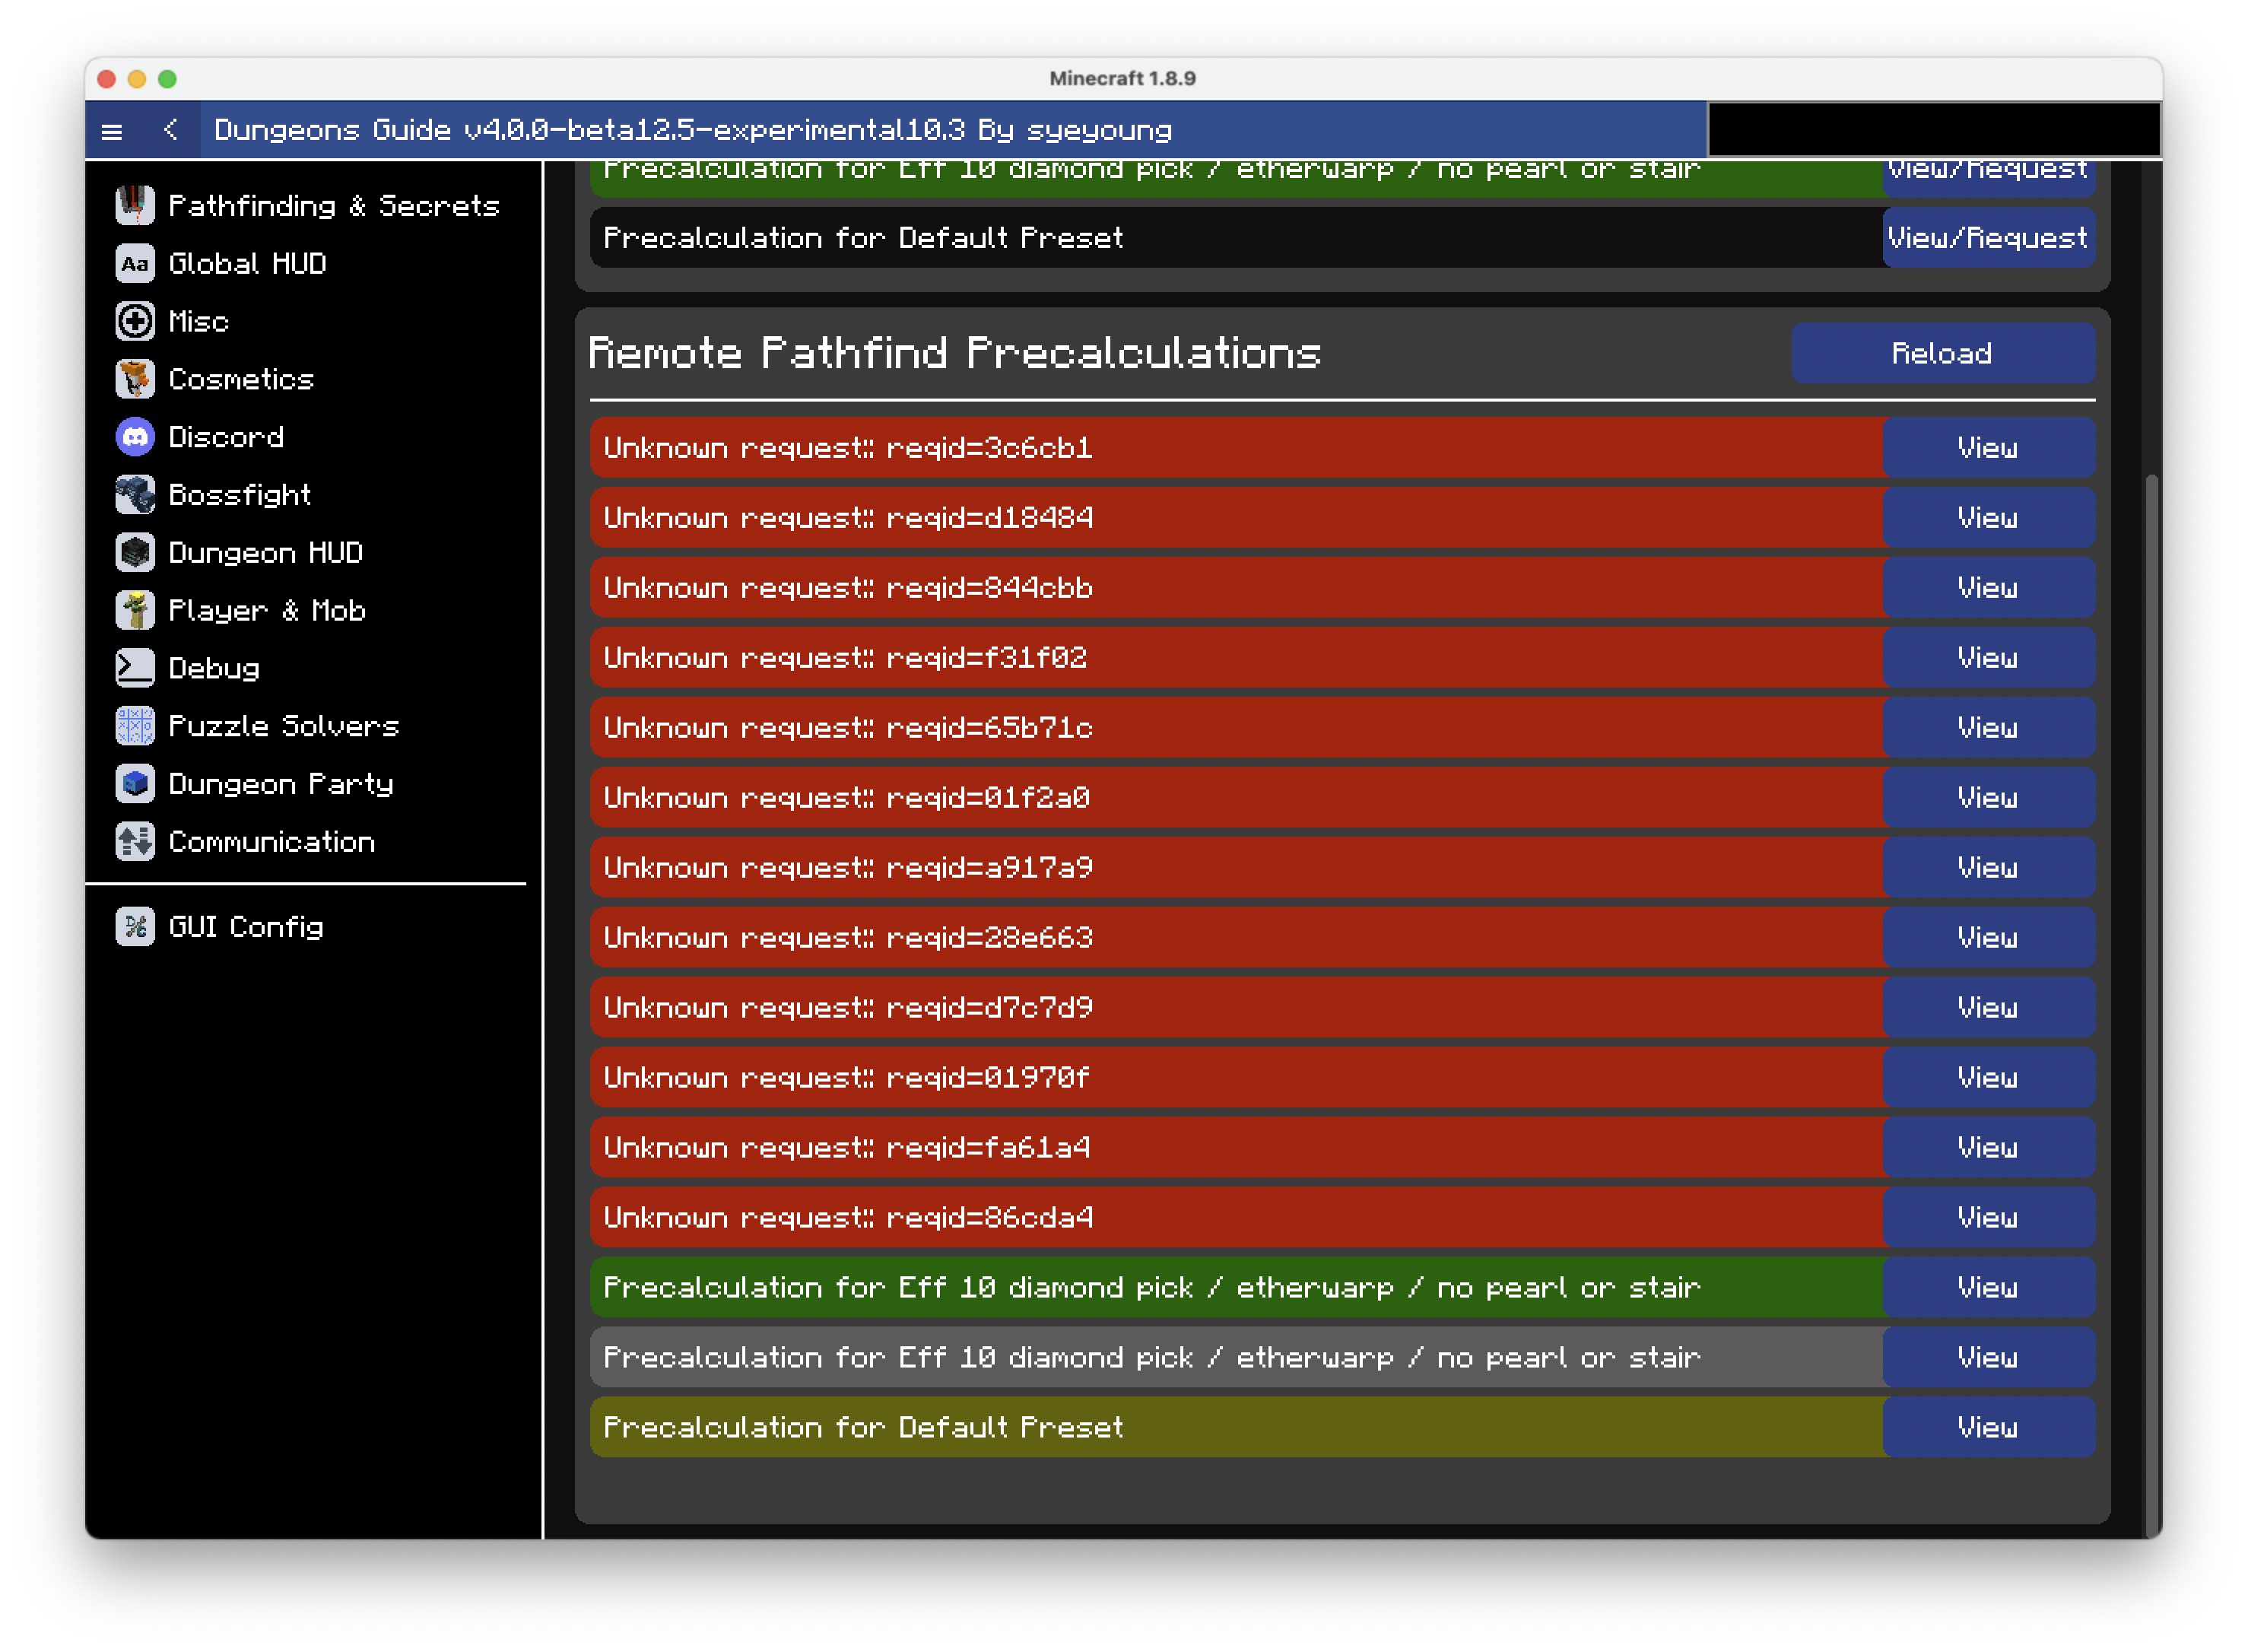 Minecraft 1.8.9
Dungeons Guide v4.0.0-beta12.5-experimental10.3 By syeyoung
Pathfinding & Secrets
Aa
Global HUD
Misc
Cosmetics
Discord
Bossfight
Dungeon HUD
Player & Mob
Debug
Puzzle Solvers
Dungeon Party
Communication
GUI Config
Precalculation for Eff 10 diamond pick / etherwarp / no pearl or stair
View/Request
Precalculation for Default Preset
View/Request
Remote Pathfind Precalculations
Reload
Unknown request:: reqid=3c6cb1
View
Unknown request:: reqid=d18484
View
Unknown request:: reqid=844cbb
View
Unknown request:: reqid=f31f02
View
Unknown request:: reqid=65b71c
View
Unknown request:: reqid=01f2a0
View
Unknown request:: reqid=a917a9
View
Unknown request:: reqid=28e663
View
Unknown request:: reqid=d7c7d9
View
Unknown request:: reqid=01970f
View
Unknown request:: reqid=fa61a4
View
Unknown request:: reqid=86cda4
View
Precalculation for Eff 10 diamond pick / etherwarp / no pearl or stair
View
Precalculation for Eff 10 diamond pick / etherwarp / no pearl or stair
View
Precalculation for Default Preset
View